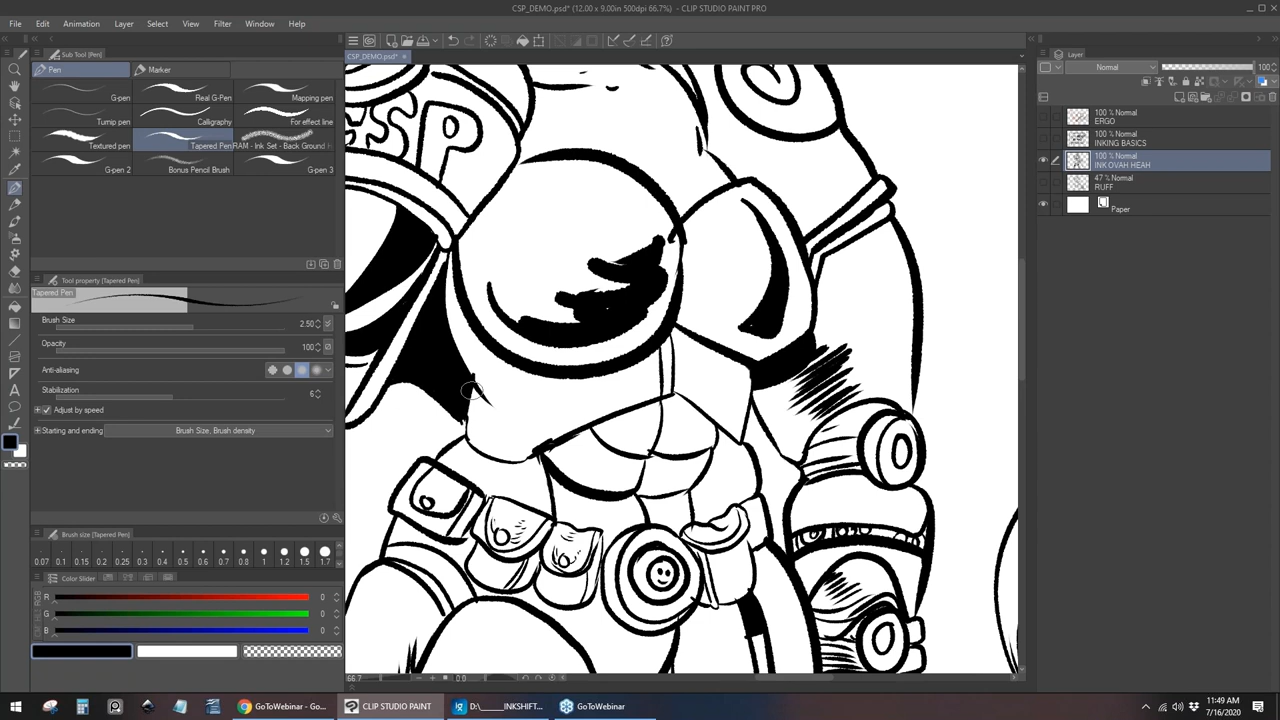 CSP_DEMO.psd* (12.00 x 9.00in 500dpi 66.7%) - CLIP STUDIO PAINT PRO
File Edit Animation Layer Select View Filter Window Help
Sub Tool [Pen]
CSP_DEMO.psd*
Layer
Pen Marker
Normal 100
G-pen Real G-Pen Mapping pen
Turnip pen Calligraphy For effect line
Textured pen Tapered Pen RAM - Ink Set - Back Ground
G-pen 2 Bonus Pencil Brush G-pen 3
100 % Normal
ERGO
100 % Normal
INKING BASICS
100 % Normal
INK OVAH HEAH
47 % Normal
RUFF
Paper
ESP
Tool property [Tapered Pen]
Tapered Pen
Brush Size 2.50
Opacity 100
Anti-aliasing
Stabilization 6
Adjust by speed
Starting and ending Brush Size, Brush density
Brush size [Tapered Pen]
0.07 0.1 0.2 0.3 0.4 0.5 0.6 0.7 0.8 1 1.2 1.5 1.7
Color Slider
R 0
G 0
B 0
66.7 0.0
GoToWebinar - Go... CLIP STUDIO PAINT D:\_____INKSHIFT... GoToWebinar
11:49 AM
7/16/2020